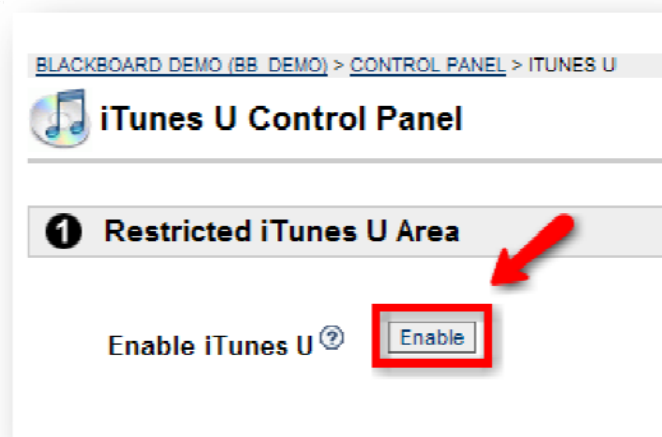 BLACKBOARD DEMO (BB_DEMO) > CONTROL PANEL > ITUNES U
iTunes U Control Panel
1 Restricted iTunes U Area
Enable iTunes U ? Enable